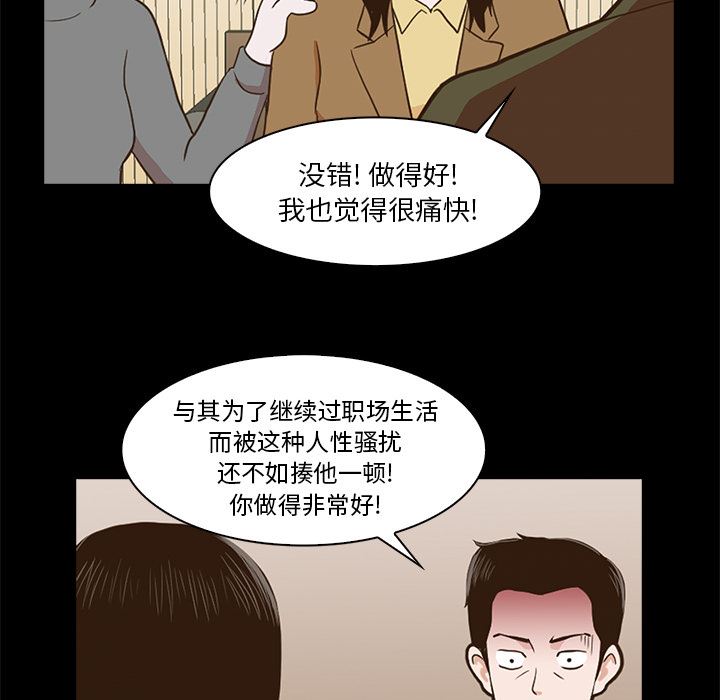 没错! 做得好!
我也觉得很痛快!
与其为了继续过职场生活
而被这种人性骚扰
还不如揍他一顿!
你做得非常好!